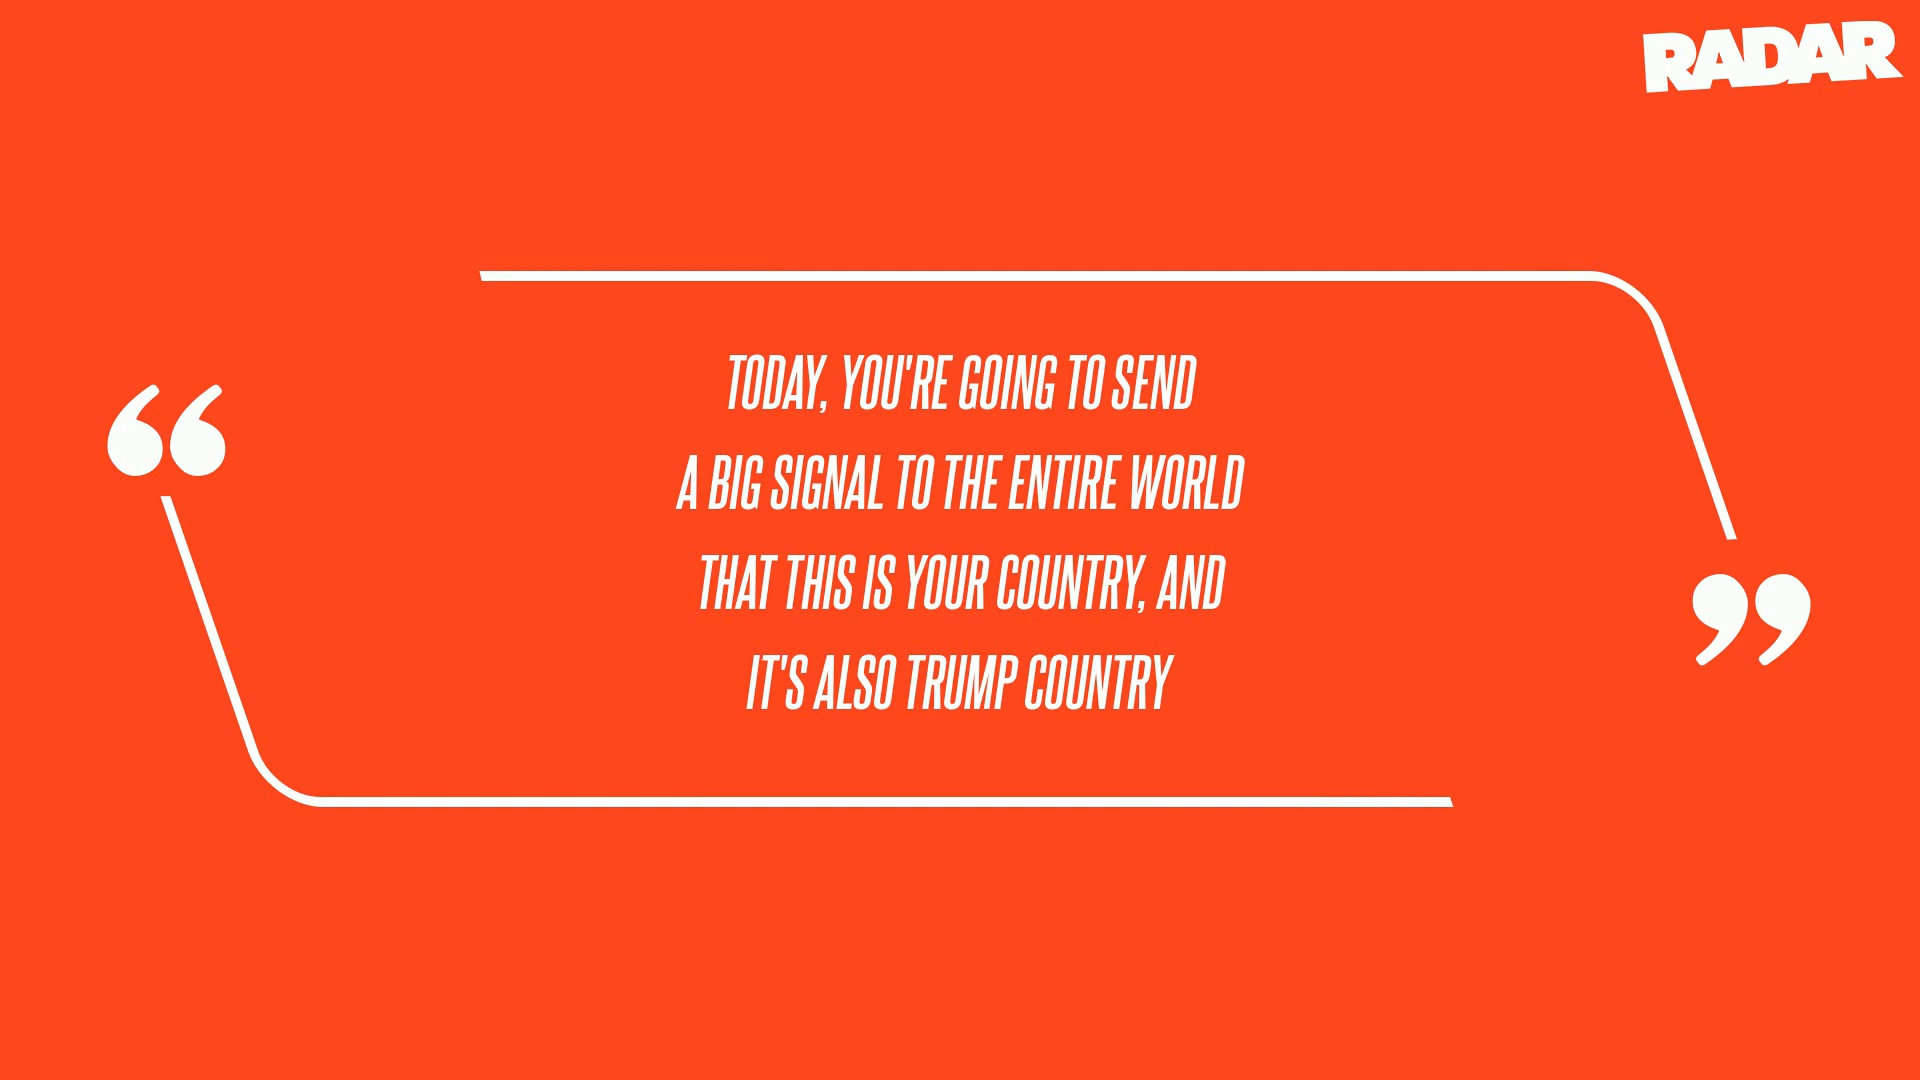 RADAR
“
TODAY, YOU'RE GOING TO SEND
A BIG SIGNAL TO THE ENTIRE WORLD
THAT THIS IS YOUR COUNTRY, AND
IT'S ALSO TRUMP COUNTRY
”